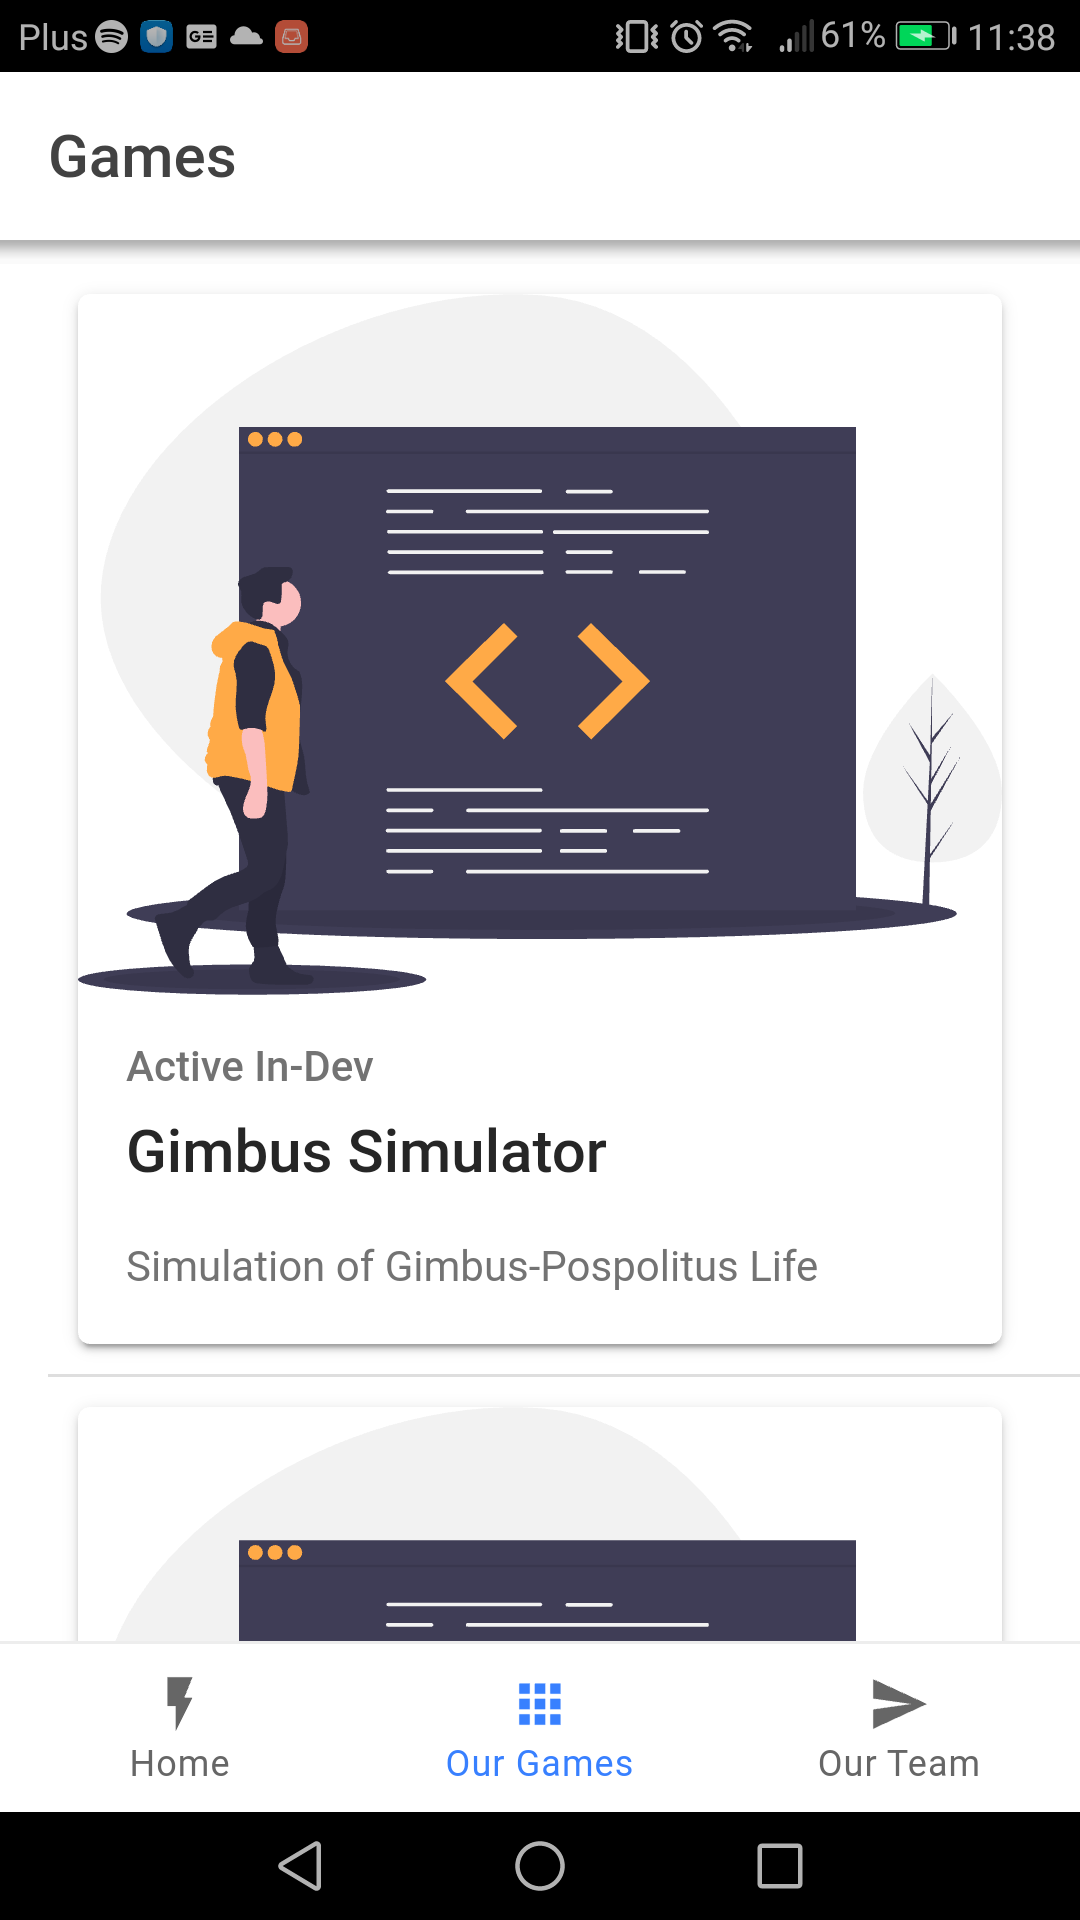 Plus 61% 11:38
Games
Active In-Dev
Gimbus Simulator
Simulation of Gimbus-Pospolitus Life
Home Our Games Our Team